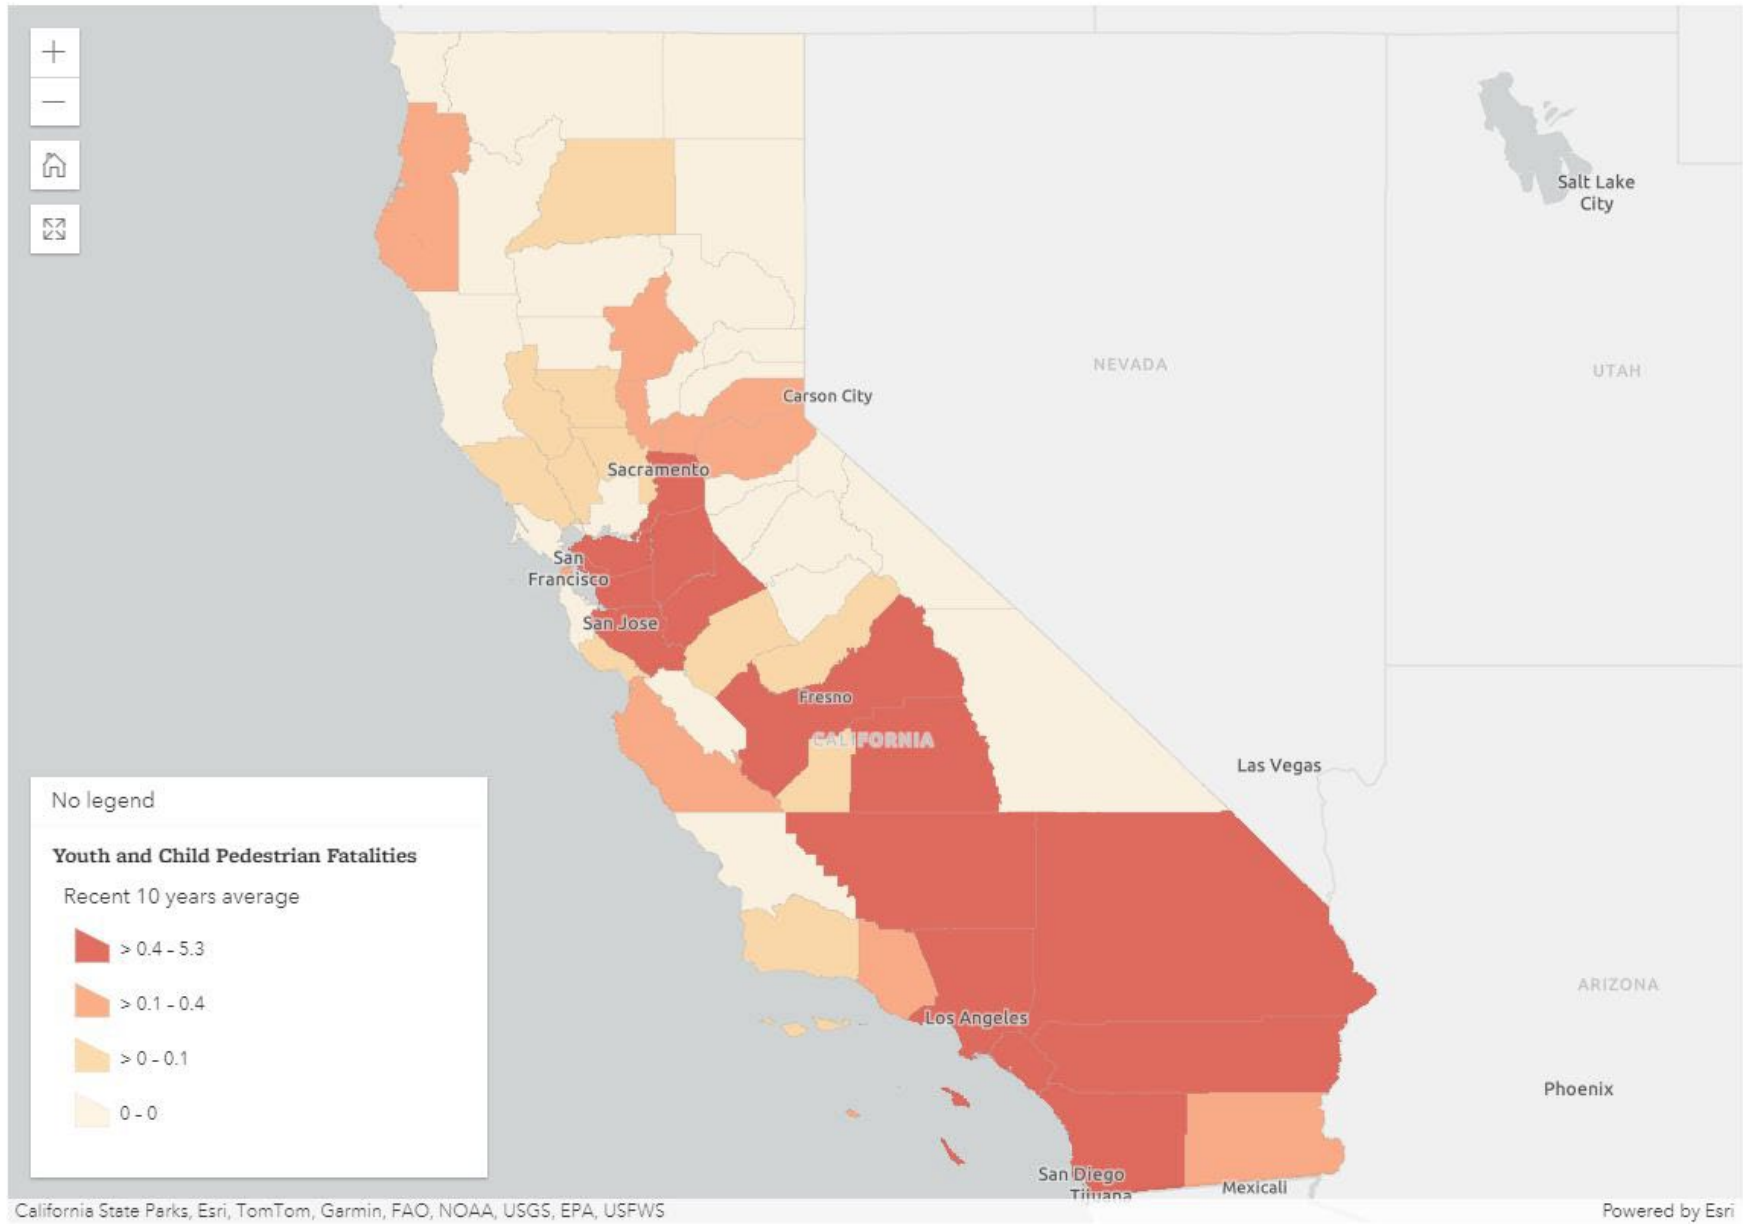 Salt Lake
City
NEVADA
UTAH
Carson City
Sacramento
San
Francisco
San Jose
Fresno
CALIFORNIA
Las Vegas
ARIZONA
Los Angeles
Phoenix
San Diego
Tijuana
Mexicali
No legend
Youth and Child Pedestrian Fatalities
Recent 10 years average
> 0.4 - 5.3
> 0.1 - 0.4
> 0 - 0.1
0 - 0
California State Parks, Esri, TomTom, Garmin, FAO, NOAA, USGS, EPA, USFWS
Powered by Esri